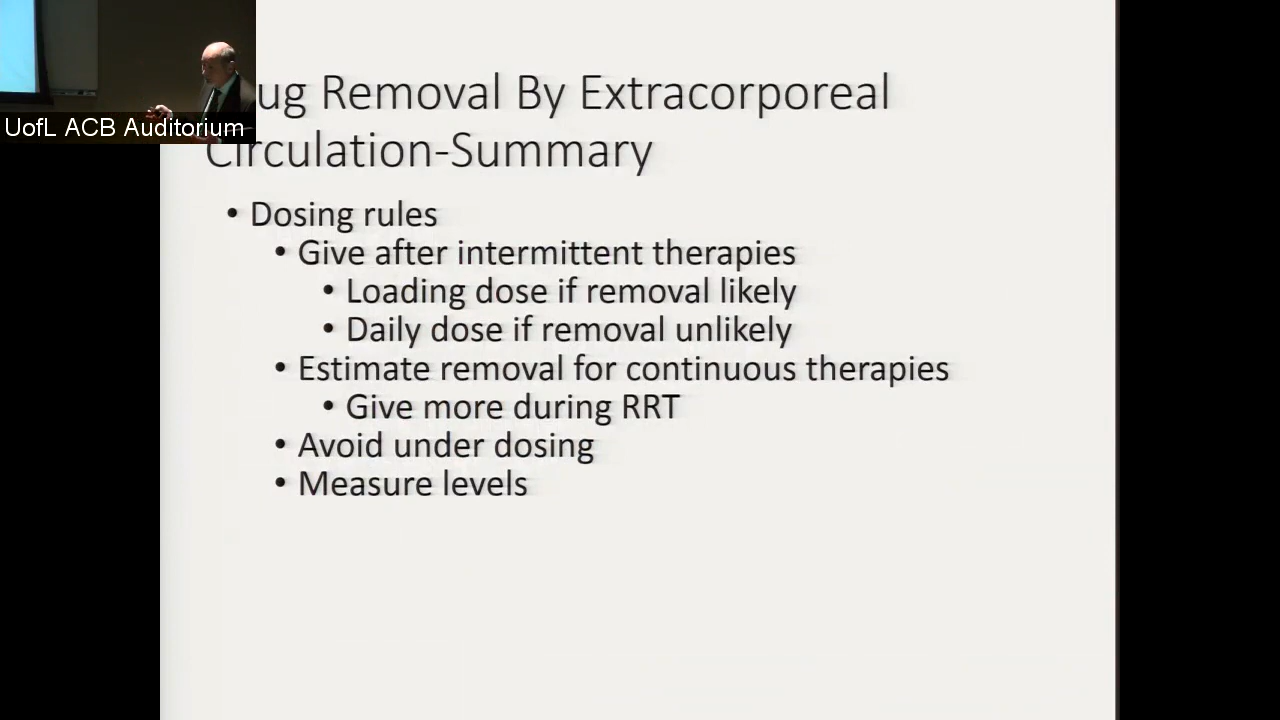 UofL ACB Auditorium
ug Removal By Extracorporeal
Circulation-Summary
• Dosing rules
• Give after intermittent therapies
• Loading dose if removal likely
• Daily dose if removal unlikely
• Estimate removal for continuous therapies
• Give more during RRT
• Avoid under dosing
• Measure levels